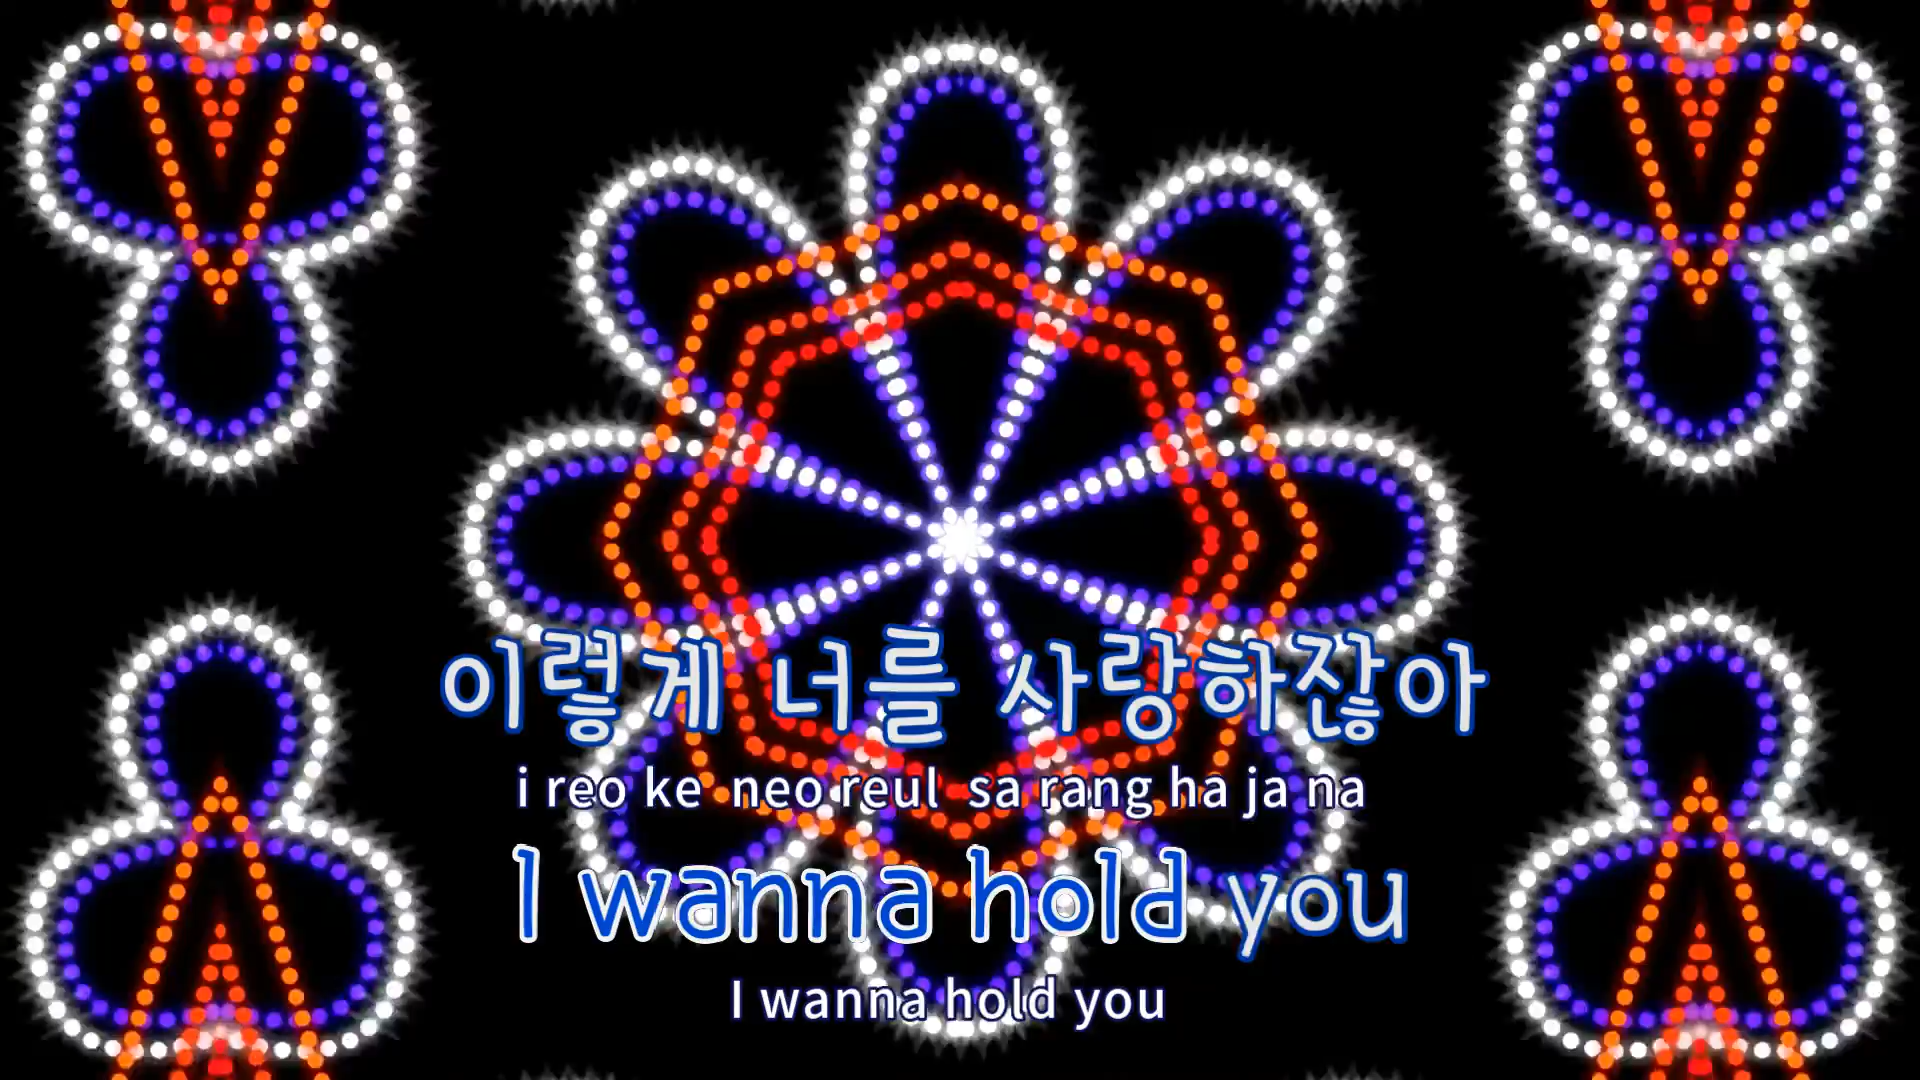 이렇게 너를 사랑하잖아
i reo ke neo reul sa rang ha ja na
I wanna hold you
I wanna hold you